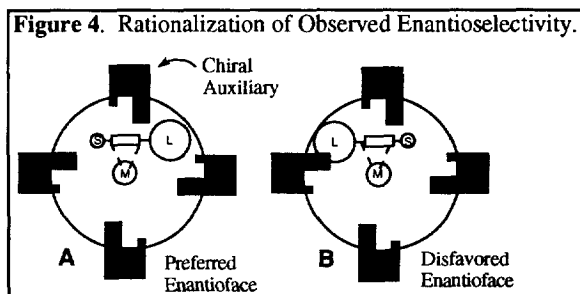 Figure 4. Rationalization of Observed Enantioselectivity.
Chiral
Auxiliary
S L
M
L S
M
A Preferred
Enantioface
B Disfavored
Enantioface